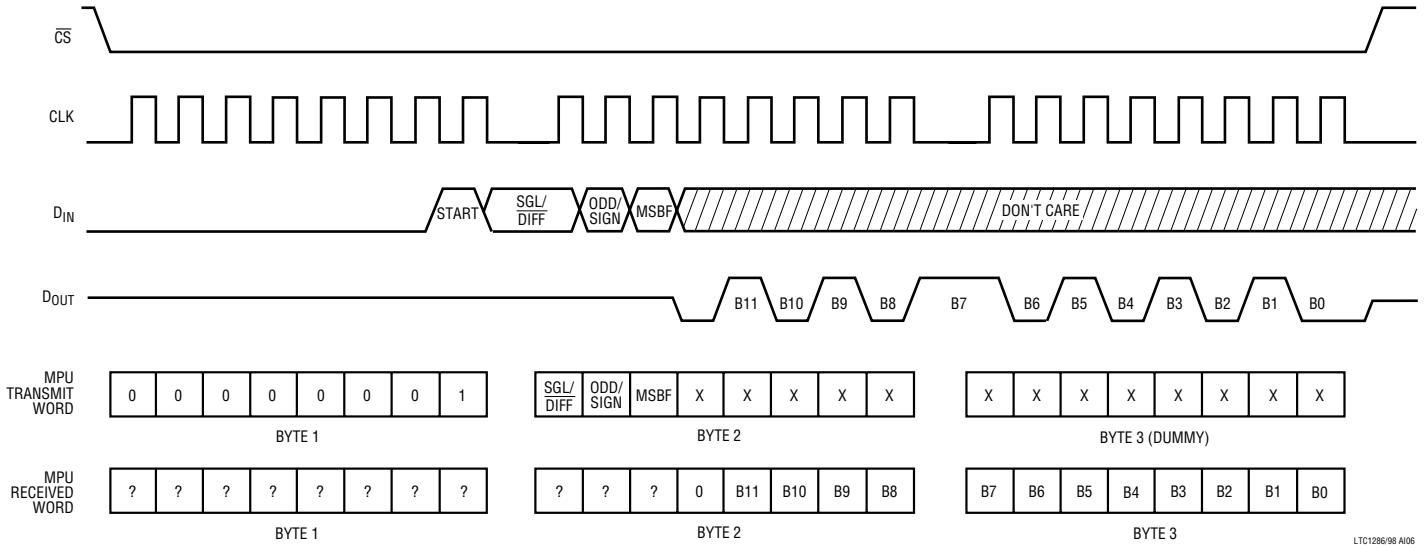 CS
CLK
DIN
START
SGL/
DIFF
ODD/
SIGN
MSBF
DON'T CARE
DOUT
B11 B10 B9 B8 B7 B6 B5 B4 B3 B2 B1 B0
MPU
TRANSMIT
WORD
0 0 0 0 0 0 0 1
SGL/
DIFF
ODD/
SIGN
MSBF X X X X X
X X X X X X X X
BYTE 1
BYTE 2
BYTE 3 (DUMMY)
MPU
RECEIVED
WORD
? ? ? ? ? ? ? ?
? ? ? 0 B11 B10 B9 B8
B7 B6 B5 B4 B3 B2 B1 B0
BYTE 1
BYTE 2
BYTE 3
LTC1286/98 AI06